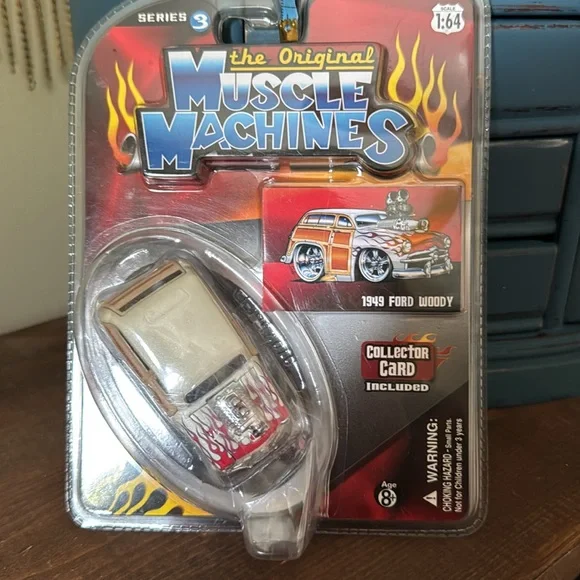 SERIES 3
SCALE
1:64
the Original
MUSCLE
MACHINES
1949 FORD WOODY
COLLECTOR
CARD
INCLUDED
WARNING:
CHOKING HAZARD - Small Parts.
Not for Children under 3 years
Age
8+